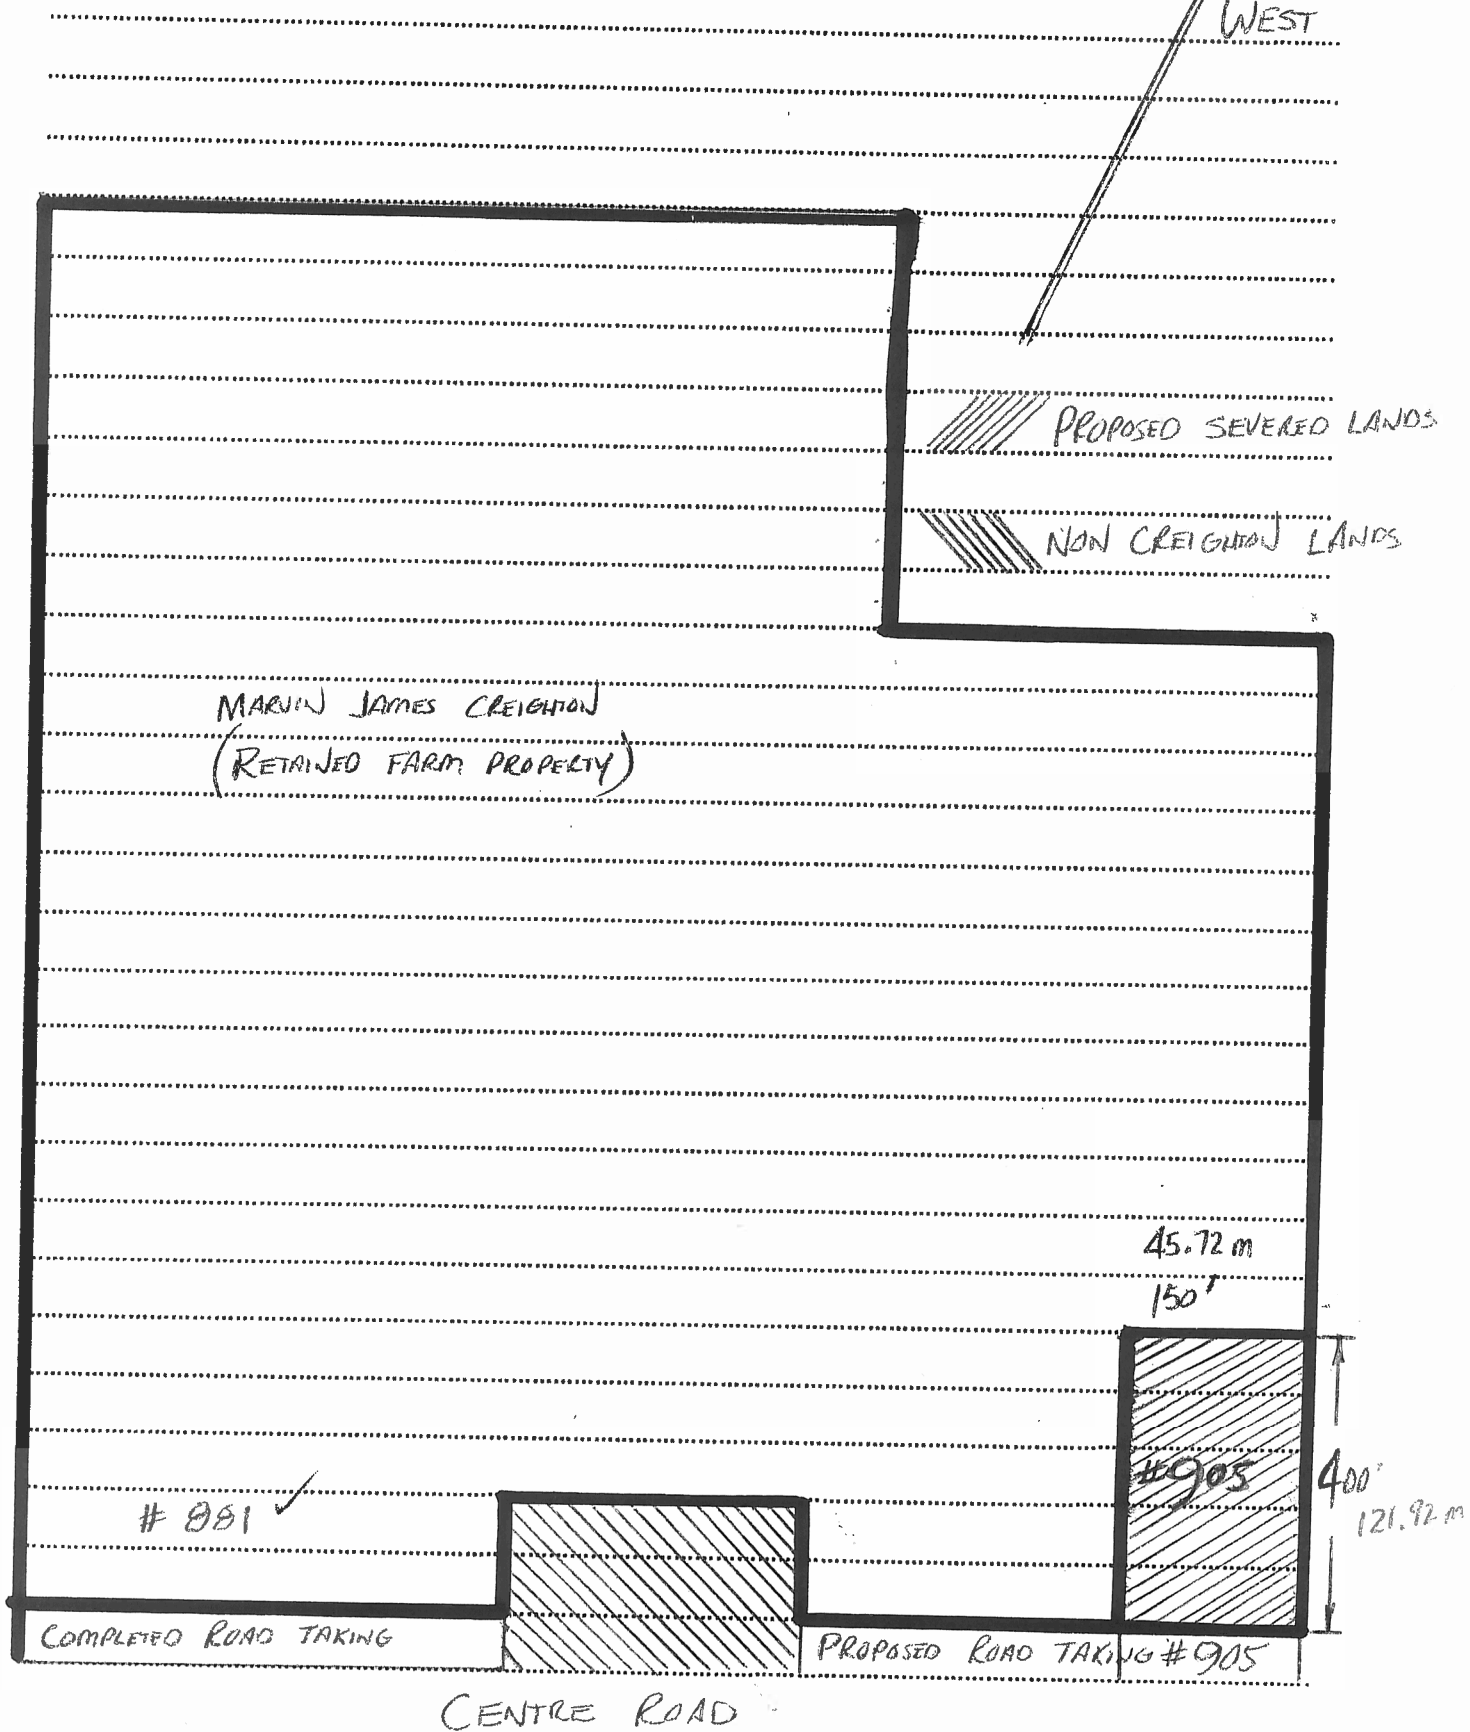 WEST
PROPOSED SEVERED LANDS
NON CREIGHTON LANDS
MARVIN JAMES CREIGHTON
(RETAINED FARM PROPERTY)
45.72 m
150'
#905
400'
121.92 m
# 881 ✓
COMPLETED ROAD TAKING
PROPOSED ROAD TAKING #905
CENTRE ROAD